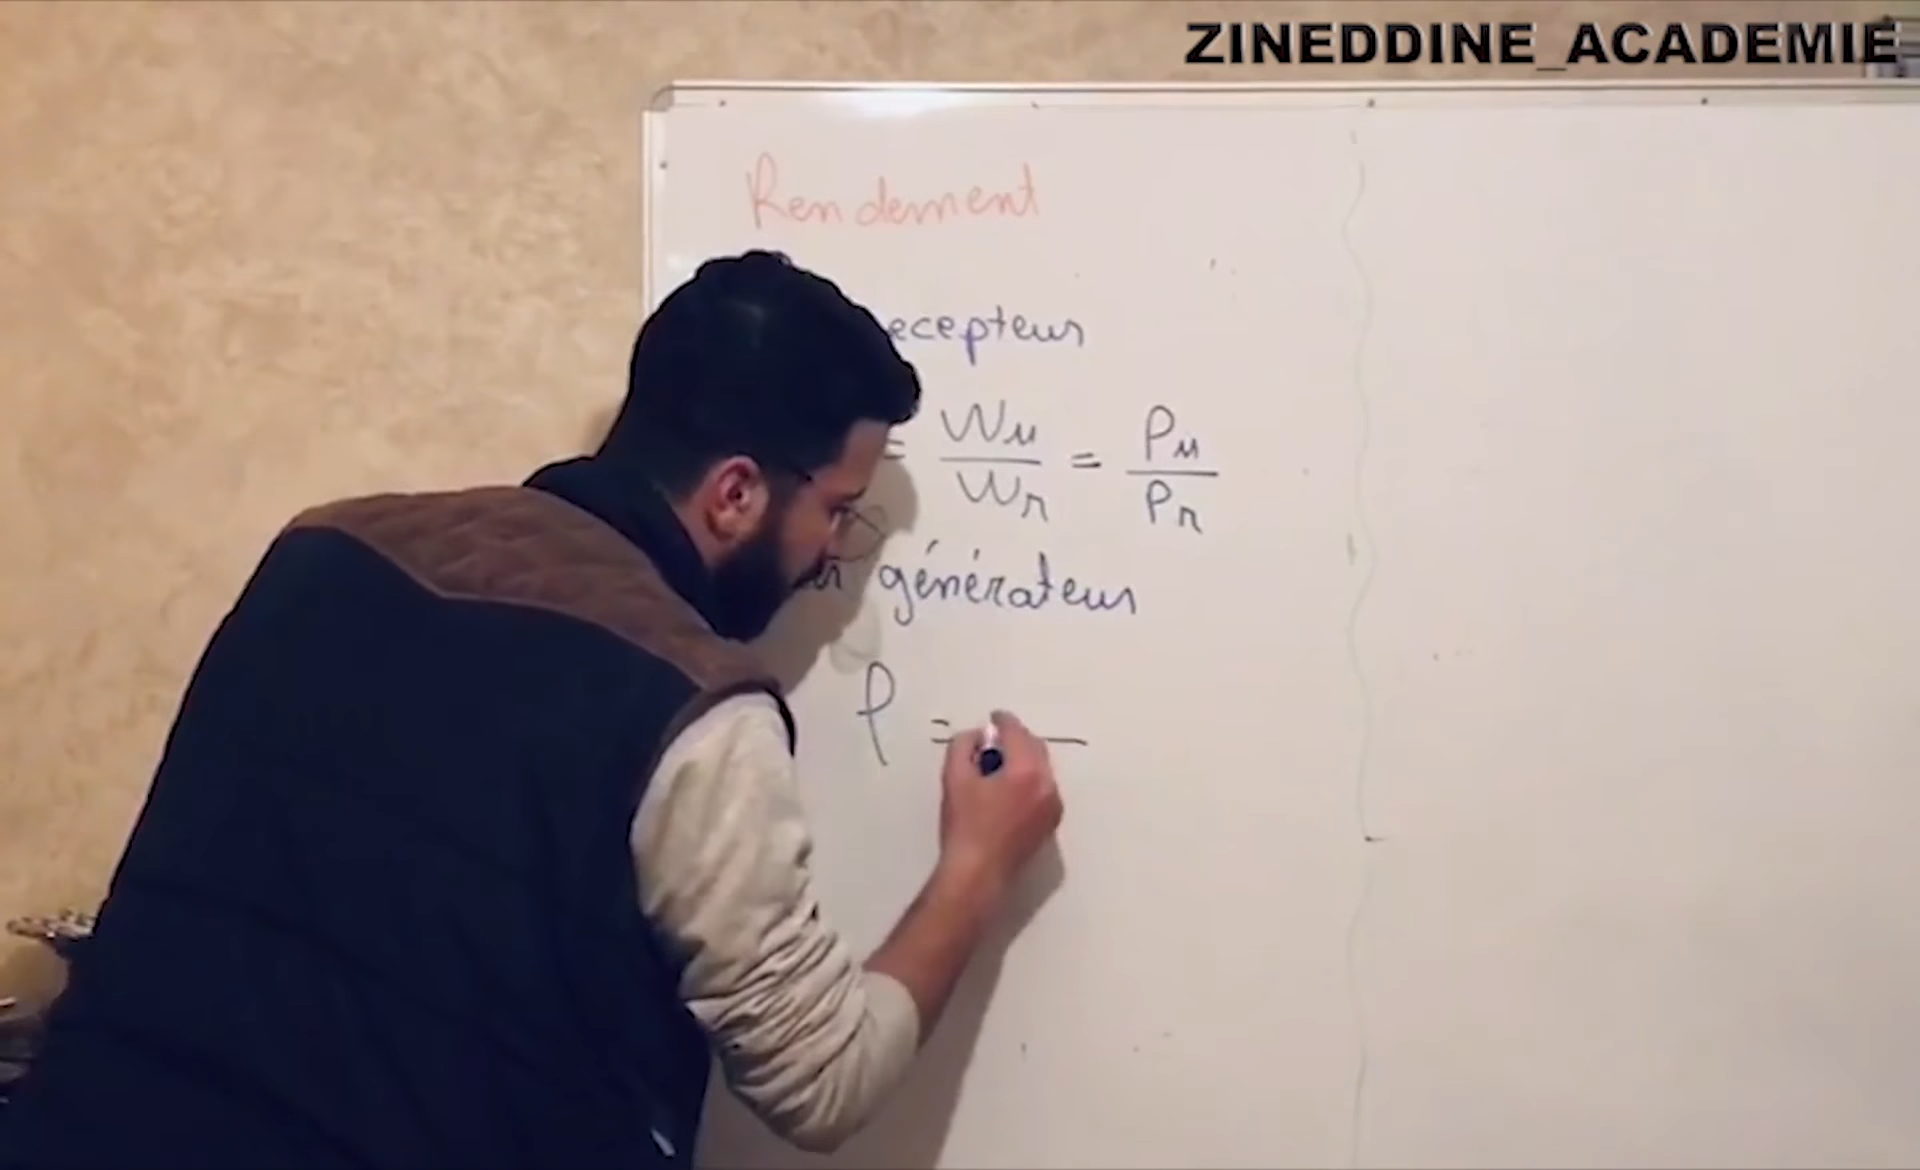 ZINEDDINE_ACADEMIE
Rendement
ecepteur
= Wu/Wr = Pu/Pr
générateur
ρ =